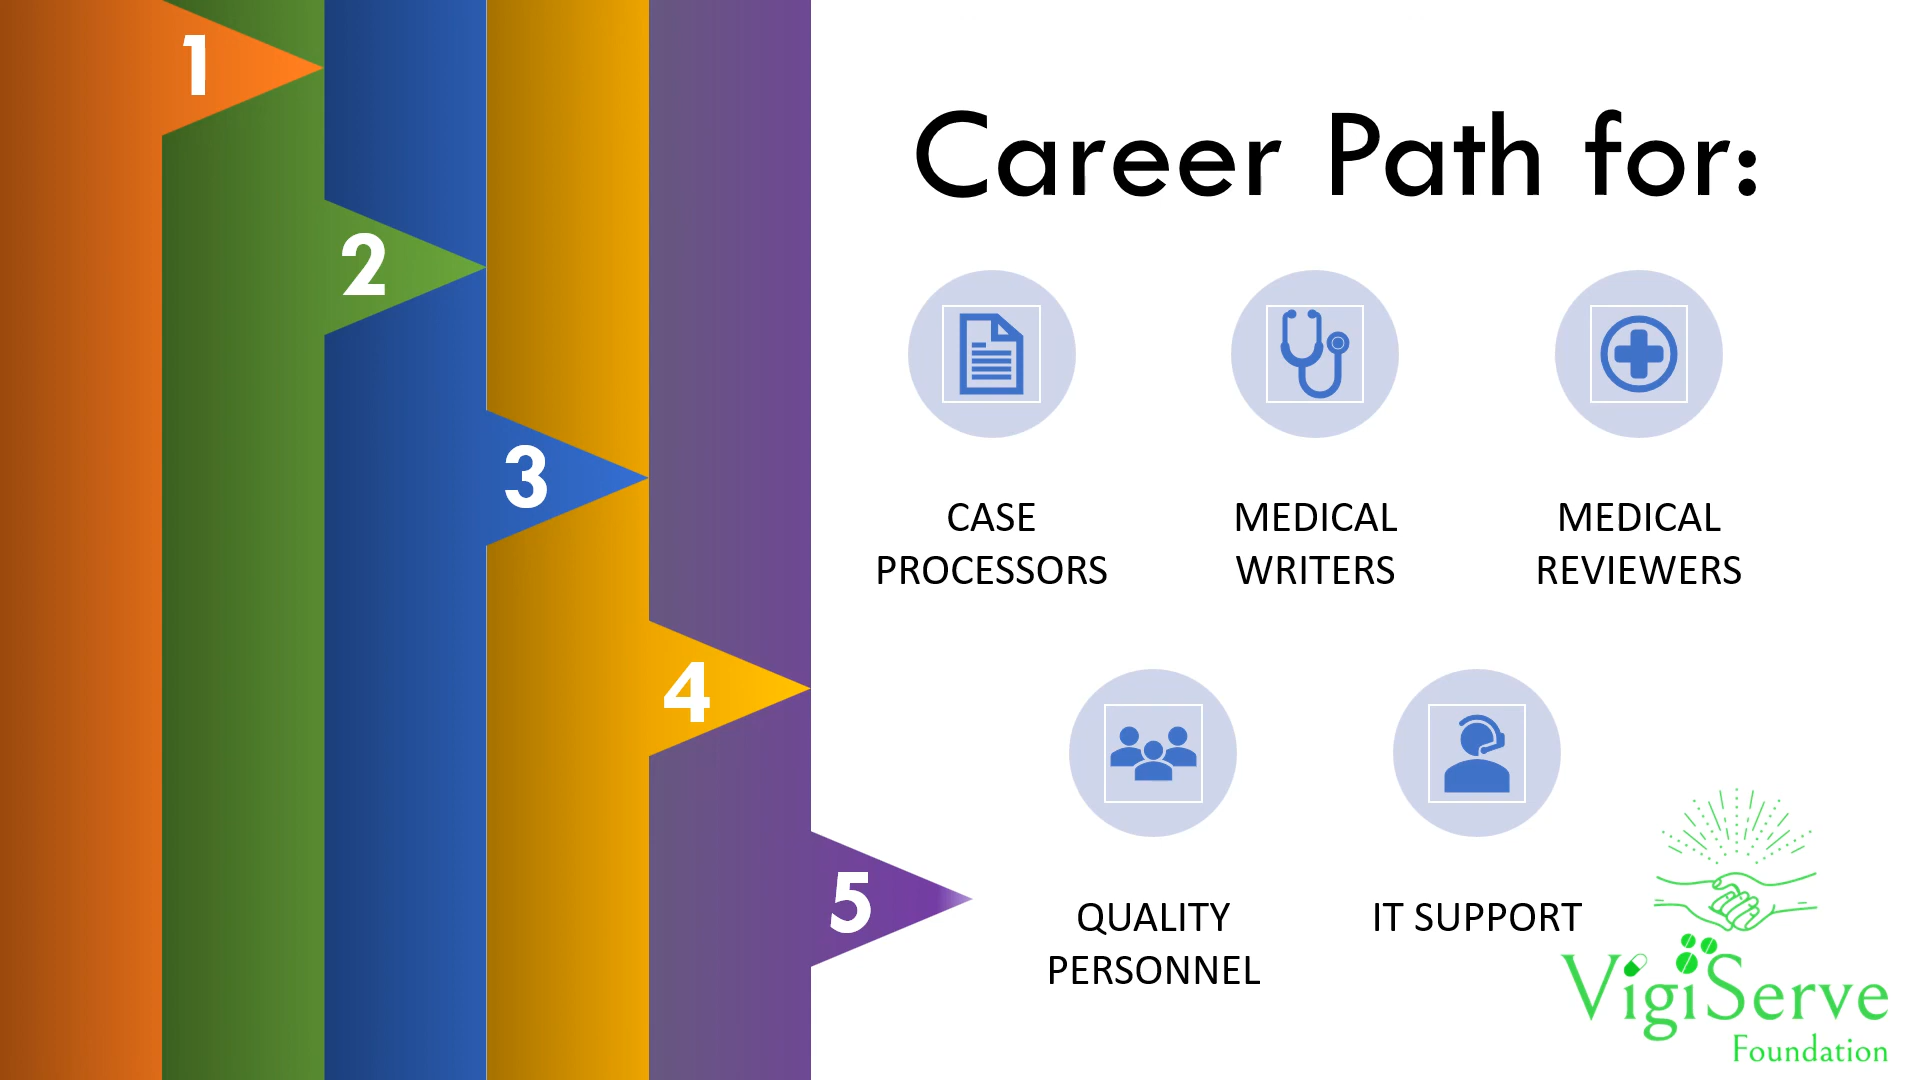 1
2
3
4
5
Career Path for:
CASE
PROCESSORS
MEDICAL
WRITERS
MEDICAL
REVIEWERS
QUALITY
PERSONNEL
IT SUPPORT
VigiServe
Foundation